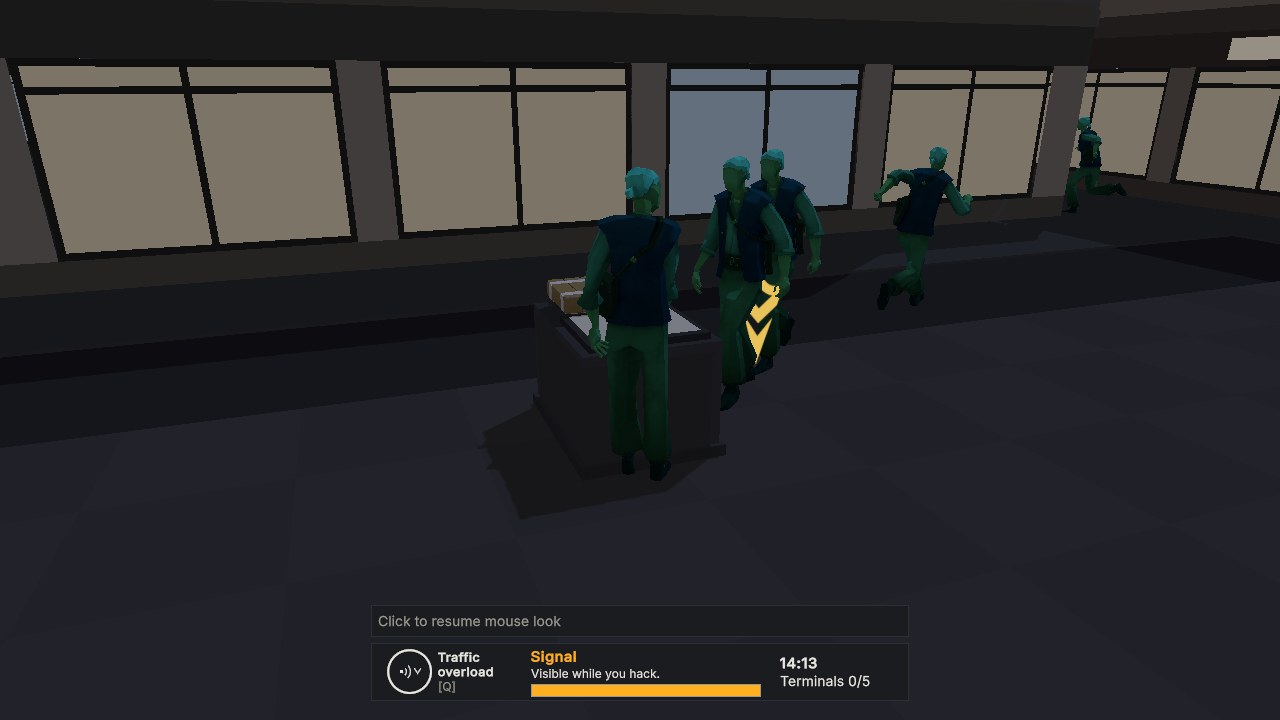 Click to resume mouse look
Traffic
overload
[Q]
Signal
Visible while you hack.
14:13
Terminals 0/5